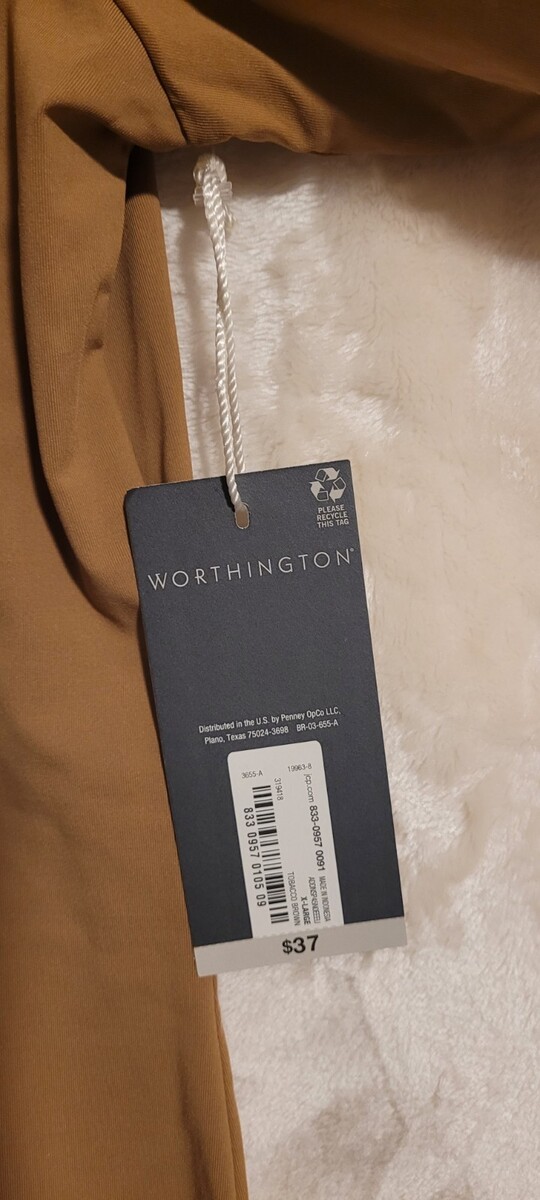 PLEASE
RECYCLE
THIS TAG
WORTHINGTON®
Distributed in the U.S. by Penney OpCo LLC,
Plano, Texas 75024-3698 BR-03-655-A
3655-A
19963-8
319418
jcp.com 833-0957 0091
833 0957 0105 09
MADE IN INDONESIA
X-LARGE
TOBACCO BROWN
$37